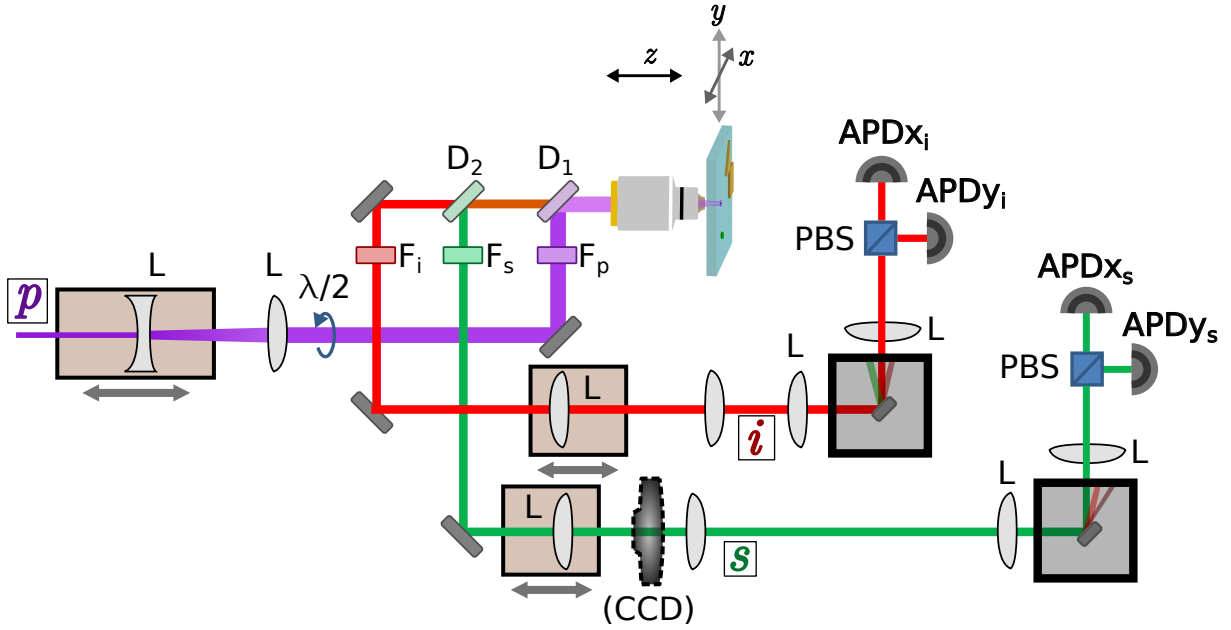 y
z
x
APDxi
D2
D1
APDyi
PBS
Fi
Fs
Fp
L
L
λ/2
p
APDxs
APDys
L
L
PBS
L
i
L
L
L
s
(CCD)